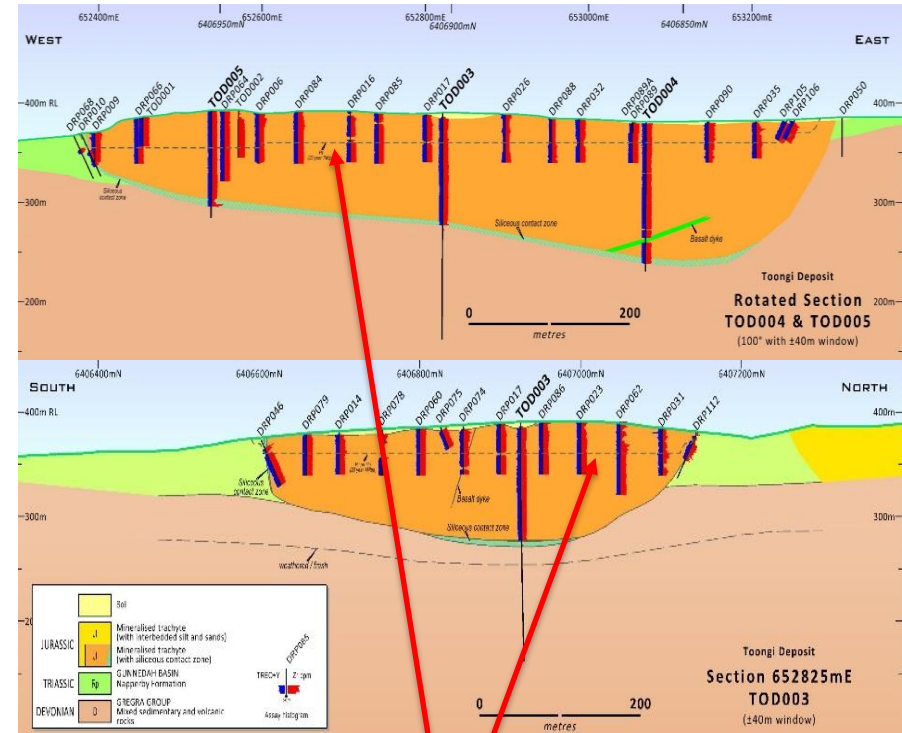 652400mE 6406950mN 652600mE 652800mE 6406900mN 653000mE 6406850mN 653200mE
WEST
EAST
400m RL
400m
DRP068
DRP010
DRP009
DRP066
TOD001
TOD005
DRP064
TOD002
DRP006
DRP084
DRP016
DRP085
DRP017
TOD003
DRP026
DRP088
DRP032
DRP089A
DRP089
TOD004
DRP090
DRP035
DRP105
DRP106
DRP050
Siliceous
contact zone
300m
300m
Siliceous contact zone
Basalt dyke
200m
200m
0 200
metres
Toongi Deposit
Rotated Section
TOD004 & TOD005
(100° with ±40m window)
6406400mN 6406600mN 6406800mN 6407000mN 6407200mN
SOUTH
NORTH
400m RL
400m
DRP046
DRP079
DRP014
DRP078
DRP060
DRP075
DRP074
DRP017
TOD003
DRP086
DRP023
DRP062
DRP031
DRP112
Siliceous
contact zone
Basalt dyke
Siliceous contact zone
300m
300m
weathered / fresh
Soil
JURASSIC
Mineralised trachyte
(with interbedded silt and sands)
Mineralised trachyte
(with siliceous contact zone)
TRIASSIC
GUNNEDAH BASIN
Napperby Formation
DEVONIAN
D
GREGRA GROUP
Mixed sedimentary and volcanic
rocks
DRP085
Assay histogram
0 200
metres
Toongi Deposit
Section 652825mE
TOD003
(±40m window)